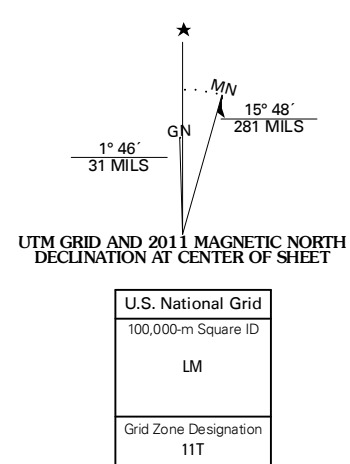 MN
GN
15° 48´
281 MILS
1° 46´
31 MILS
UTM GRID AND 2011 MAGNETIC NORTH
DECLINATION AT CENTER OF SHEET
U.S. National Grid
100,000-m Square ID
LM
Grid Zone Designation
11T